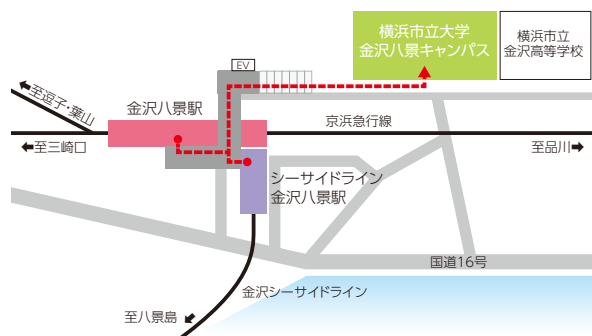 横浜市立大学
金沢八景キャンパス
横浜市立
金沢高等学校
EV
至逗子・葉山
金沢八景駅
京浜急行線
至三崎口
至品川
シーサイドライン
金沢八景駅
国道16号
金沢シーサイドライン
至八景島